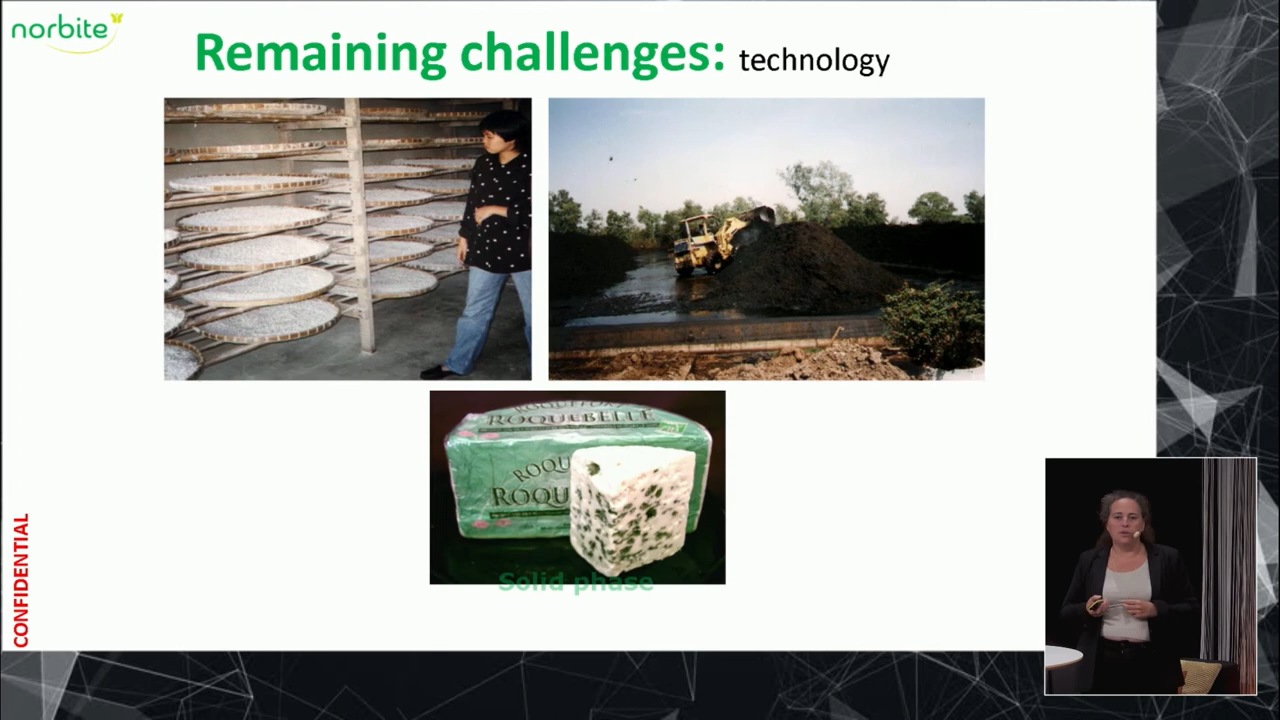 norbite
Remaining challenges: technology
ROQUEBELLE
ROQU
ROQU
Solid phase
CONFIDENTIAL